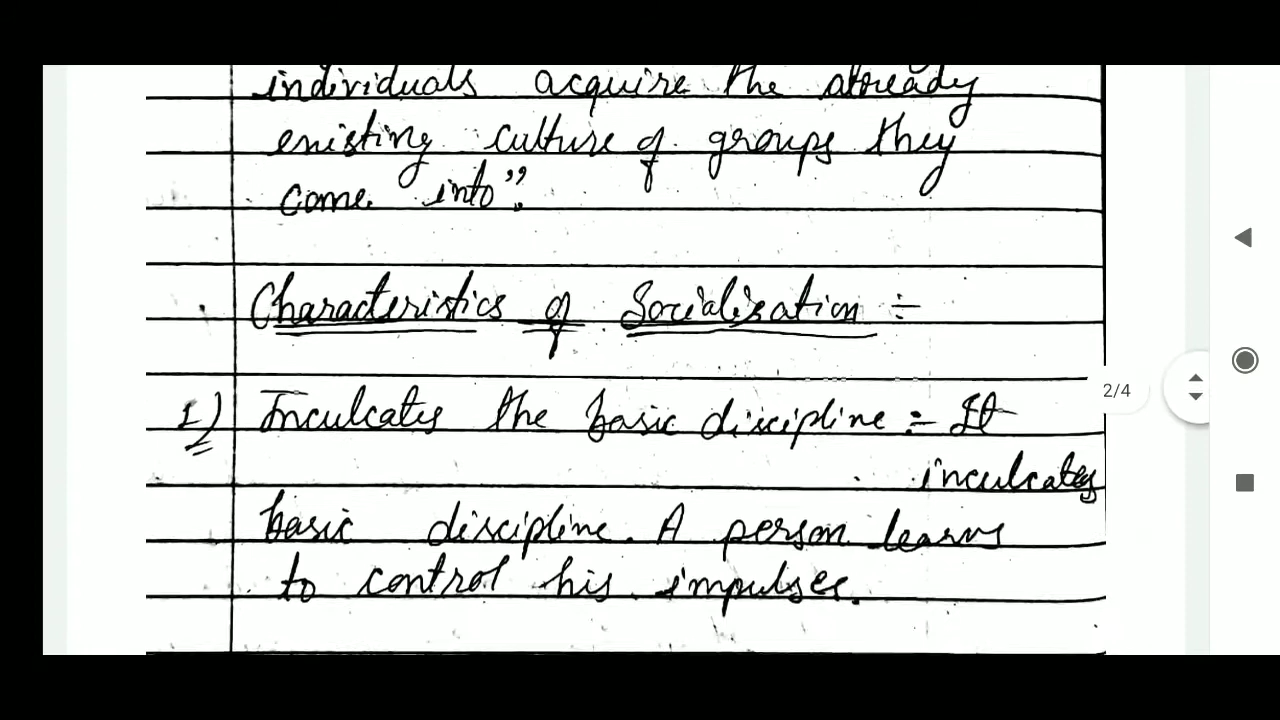 individuals acquire the already
existing culture of groups they
come into”.
Characteristics of Socialization :-
1) Inculcates the basic discipline :- It
inculcates
basic discipline. A person learns
to control his impulses.
2/4